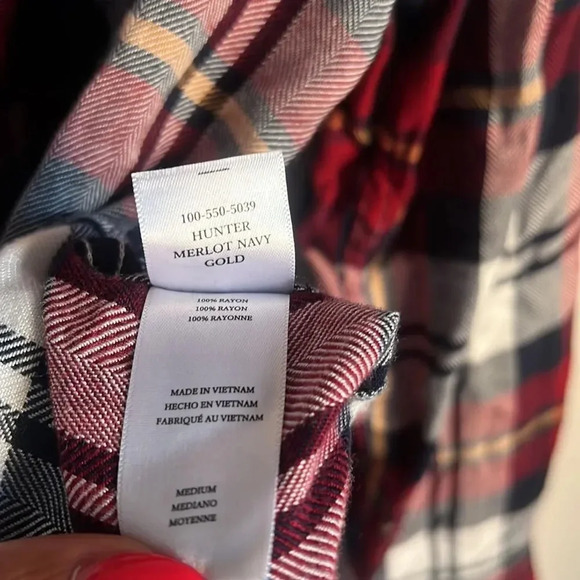 100-550-5039
HUNTER
MERLOT NAVY
GOLD
100% RAYON
100% RAYON
100% RAYONNE
MADE IN VIETNAM
HECHO EN VIETNAM
FABRIQUÉ AU VIETNAM
MEDIUM
MEDIANO
MOYENNE